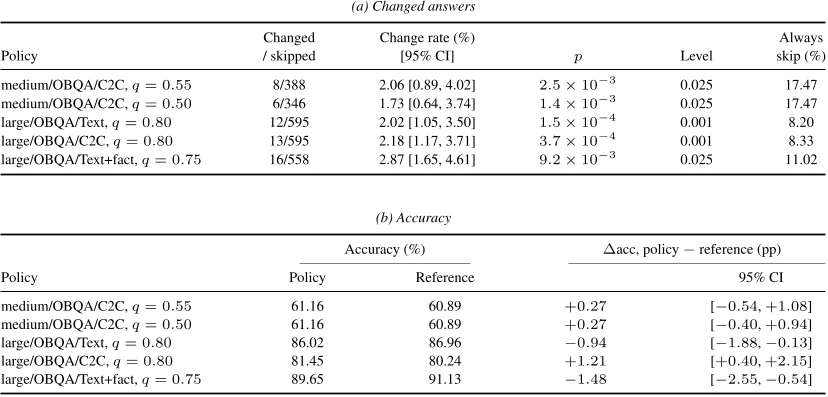 (a) Changed answers
Changed Change rate (%) Always
Policy / skipped [95% CI] p Level skip (%)
medium/OBQA/C2C, q = 0.55 8/388 2.06 [0.89, 4.02] 2.5 × 10⁻³ 0.025 17.47
medium/OBQA/C2C, q = 0.50 6/346 1.73 [0.64, 3.74] 1.4 × 10⁻³ 0.025 17.47
large/OBQA/Text, q = 0.80 12/595 2.02 [1.05, 3.50] 1.5 × 10⁻⁴ 0.001 8.20
large/OBQA/C2C, q = 0.80 13/595 2.18 [1.17, 3.71] 3.7 × 10⁻⁴ 0.001 8.33
large/OBQA/Text+fact, q = 0.75 16/558 2.87 [1.65, 4.61] 9.2 × 10⁻³ 0.025 11.02
(b) Accuracy
Accuracy (%) Δacc, policy − reference (pp)
Policy Policy Reference 95% CI
medium/OBQA/C2C, q = 0.55 61.16 60.89 +0.27 [−0.54, +1.08]
medium/OBQA/C2C, q = 0.50 61.16 60.89 +0.27 [−0.40, +0.94]
large/OBQA/Text, q = 0.80 86.02 86.96 −0.94 [−1.88, −0.13]
large/OBQA/C2C, q = 0.80 81.45 80.24 +1.21 [+0.40, +2.15]
large/OBQA/Text+fact, q = 0.75 89.65 91.13 −1.48 [−2.55, −0.54]